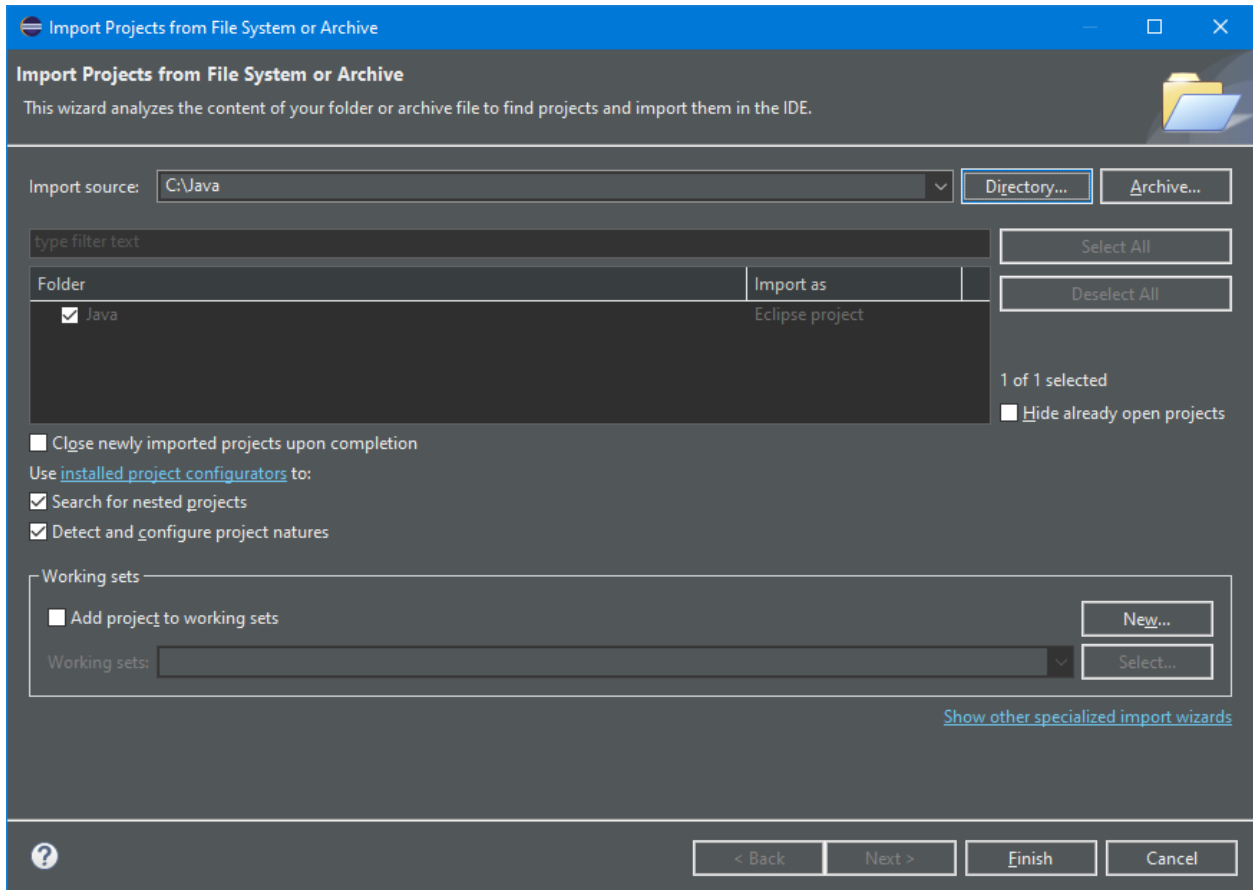 Import Projects from File System or Archive
Import Projects from File System or Archive
This wizard analyzes the content of your folder or archive file to find projects and import them in the IDE.
Import source: C:\Java Directory... Archive...
type filter text Select All
Folder Import as Deselect All
Java Eclipse project
1 of 1 selected
Hide already open projects
Close newly imported projects upon completion
Use installed project configurators to:
Search for nested projects
Detect and configure project natures
Working sets
Add project to working sets New...
Working sets: Select...
Show other specialized import wizards
? < Back Next > Finish Cancel